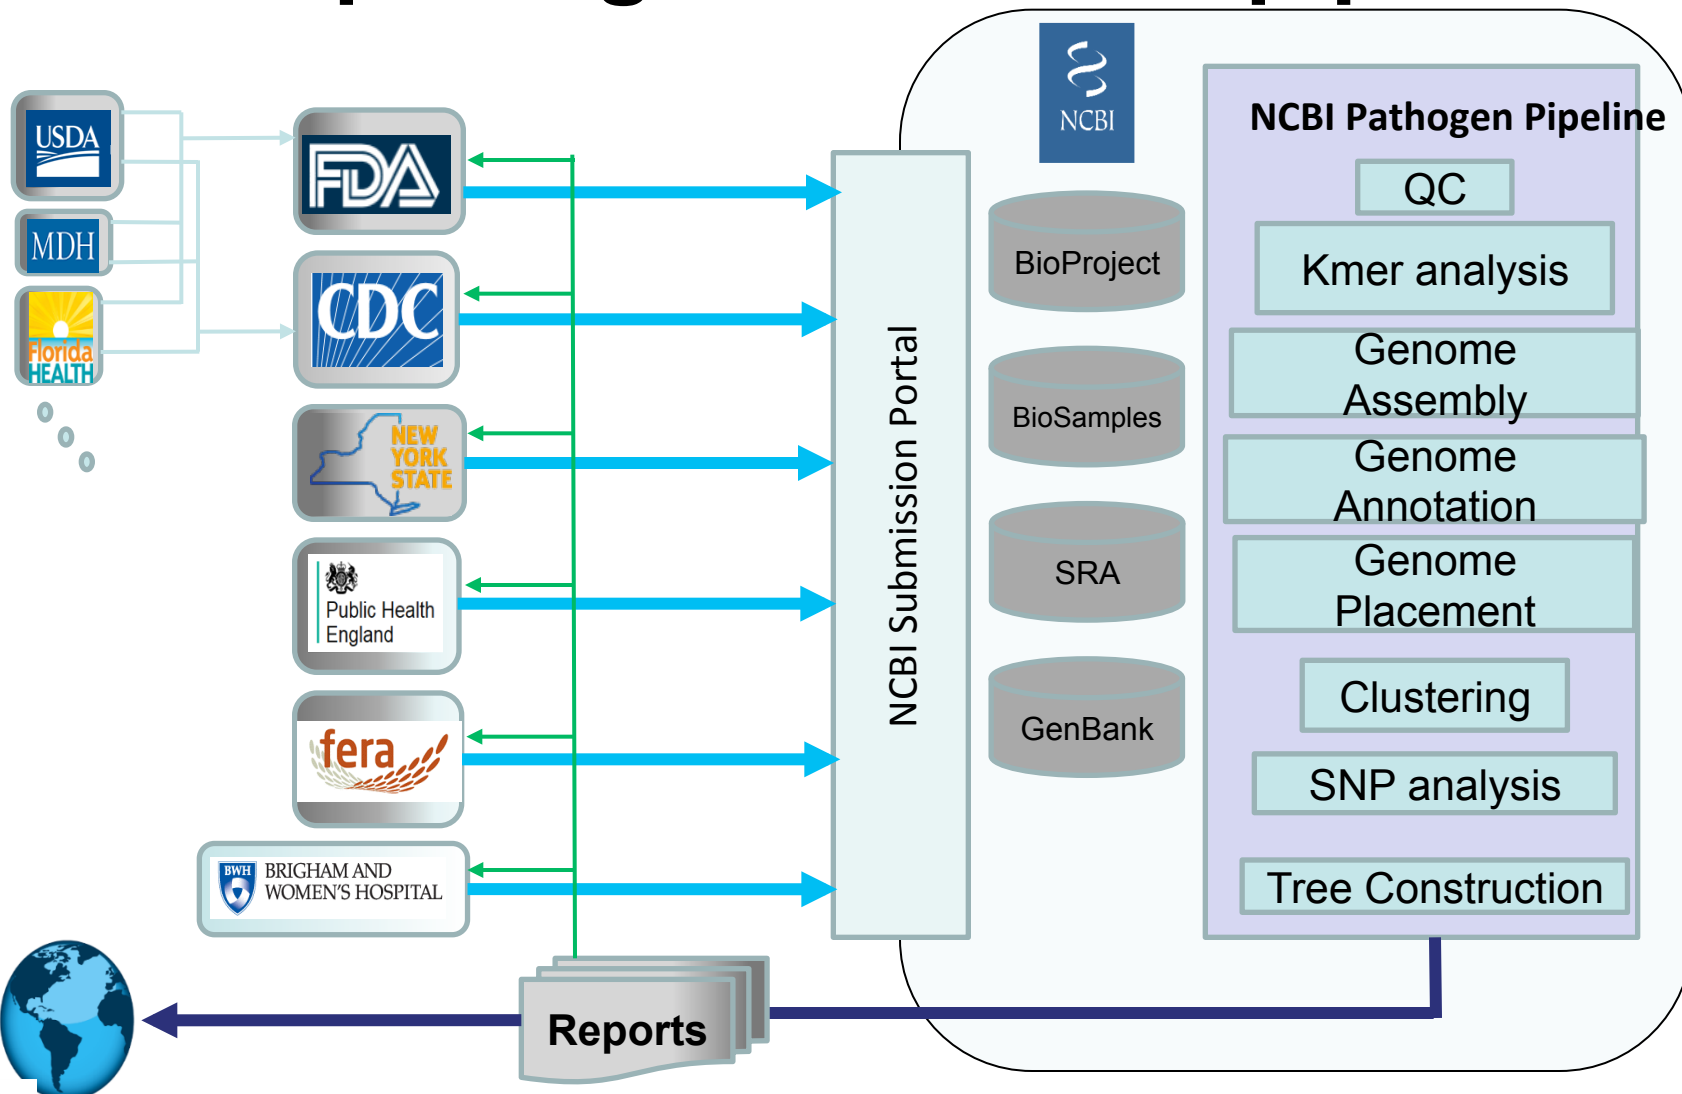 NCBI
NCBI Pathogen Pipeline
USDA
MDH
Florida
HEALTH
FDA
CDC
NEW
YORK
STATE
Public Health
England
fera
BWH
BRIGHAM AND
WOMEN'S HOSPITAL
NCBI Submission Portal
BioProject
BioSamples
SRA
GenBank
QC
Kmer analysis
Genome
Assembly
Genome
Annotation
Genome
Placement
Clustering
SNP analysis
Tree Construction
Reports